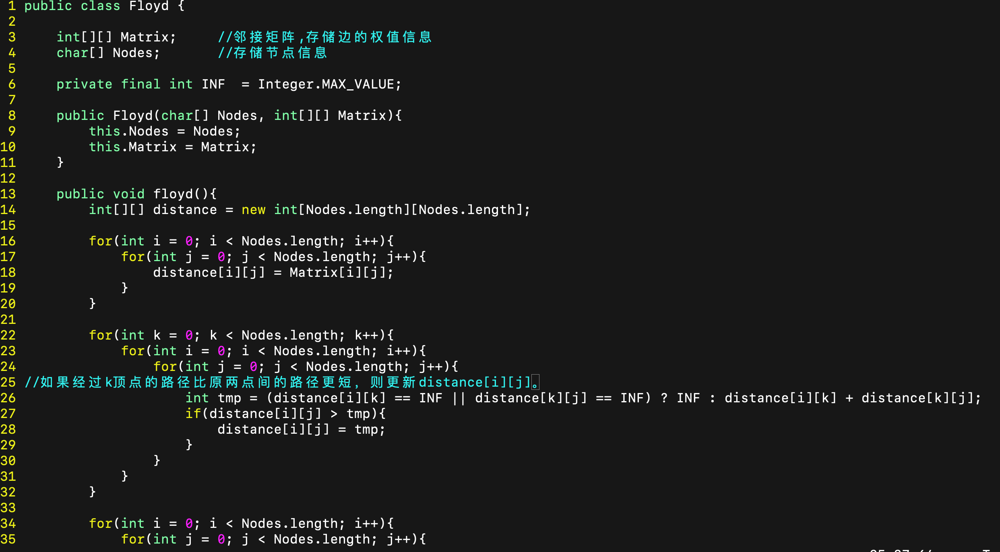 1 public class Floyd {
2
3     int[][] Matrix;     //邻接矩阵,存储边的权值信息
4     char[] Nodes;       //存储节点信息
5
6     private final int INF  = Integer.MAX_VALUE;
7
8     public Floyd(char[] Nodes, int[][] Matrix){
9         this.Nodes = Nodes;
10         this.Matrix = Matrix;
11     }
12
13     public void floyd(){
14         int[][] distance = new int[Nodes.length][Nodes.length];
15
16         for(int i = 0; i < Nodes.length; i++){
17             for(int j = 0; j < Nodes.length; j++){
18                 distance[i][j] = Matrix[i][j];
19             }
20         }
21
22         for(int k = 0; k < Nodes.length; k++){
23             for(int i = 0; i < Nodes.length; i++){
24                 for(int j = 0; j < Nodes.length; j++){
25 //如果经过k顶点的路径比原两点间的路径更短，则更新distance[i][j]。
26                     int tmp = (distance[i][k] == INF || distance[k][j] == INF) ? INF : distance[i][k] + distance[k][j];
27                     if(distance[i][j] > tmp){
28                         distance[i][j] = tmp;
29                     }
30                 }
31             }
32         }
33
34         for(int i = 0; i < Nodes.length; i++){
35             for(int j = 0; j < Nodes.length; j++){